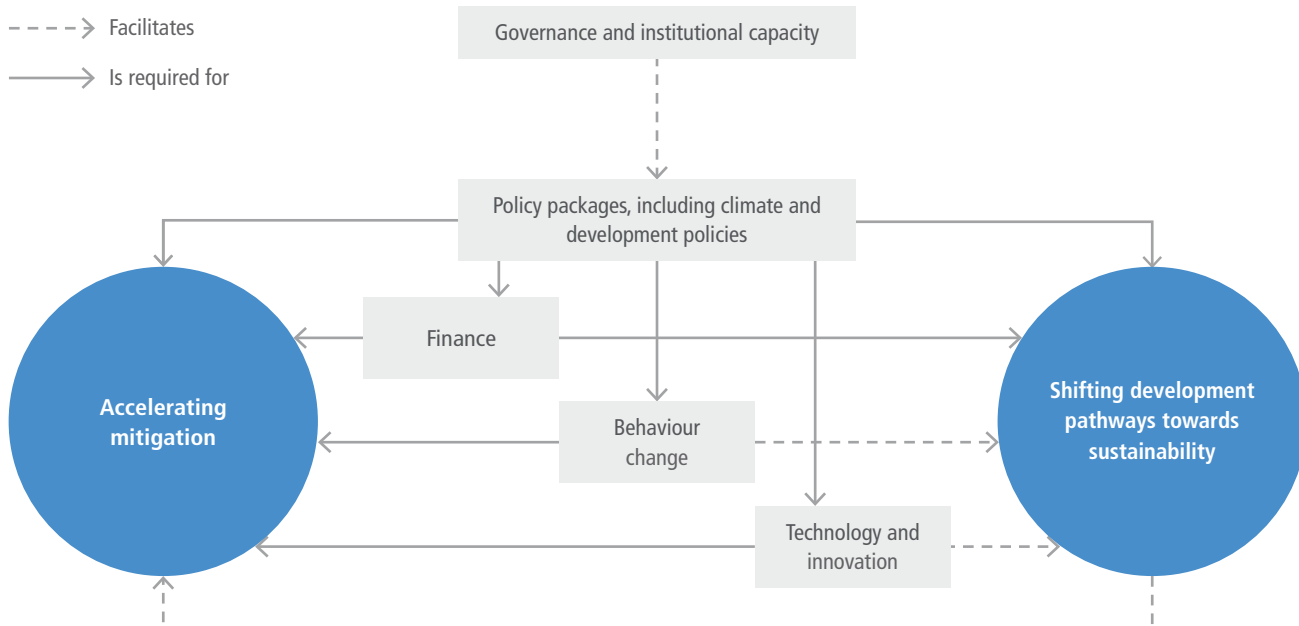 Facilitates
Is required for
Governance and institutional capacity
Policy packages, including climate and
development policies
Finance
Accelerating
mitigation
Behaviour
change
Shifting development
pathways towards
sustainability
Technology and
innovation